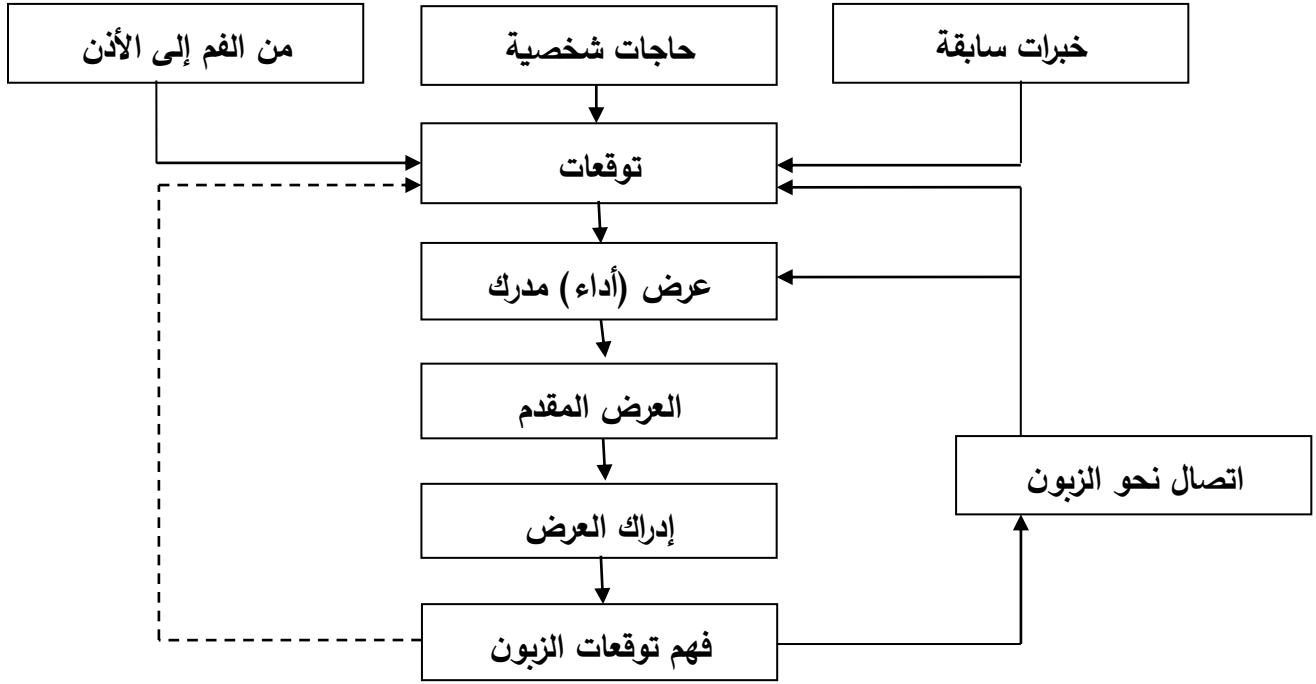 خبرات سابقة
حاجات شخصية
من الفم إلى الأذن
توقعات
عرض (أداء) مدرك
العرض المقدم
اتصال نحو الزبون
إدراك العرض
فهم توقعات الزبون